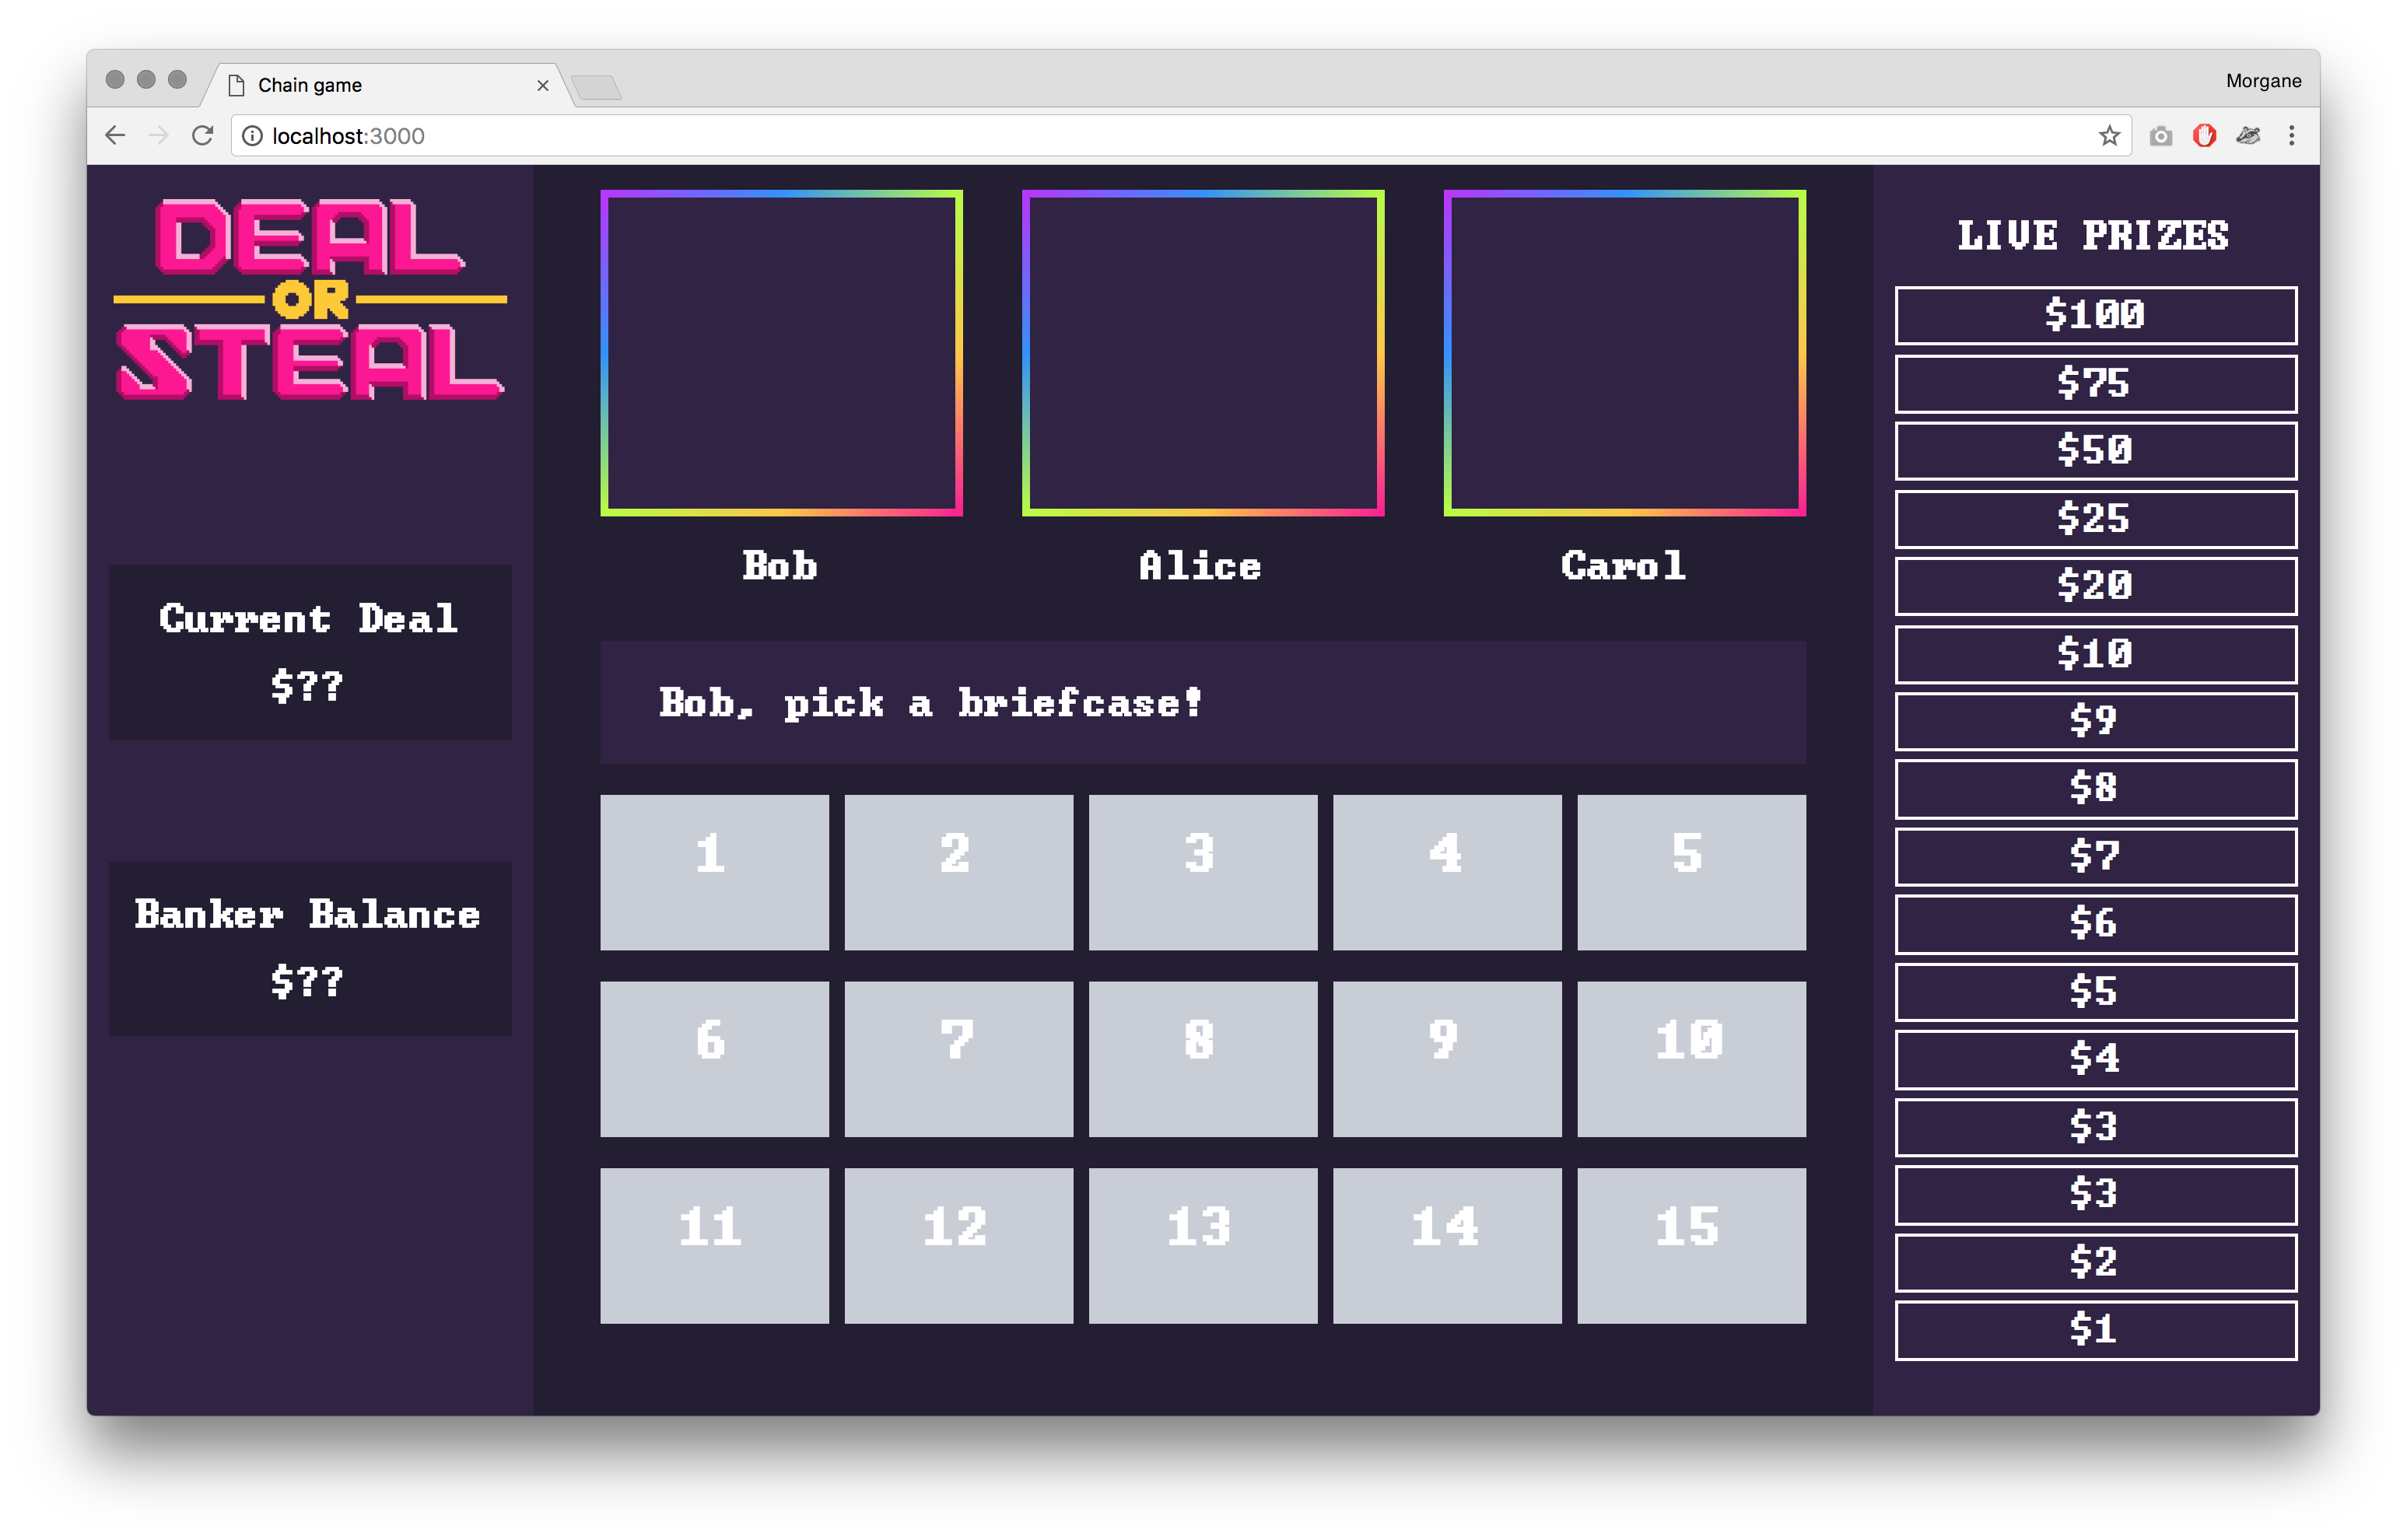 Chain game
Morgane
localhost:3000
DEAL
OR
STEAL
Current Deal
$??
Banker Balance
$??
Bob
Alice
Carol
Bob, pick a briefcase!
1 2 3 4 5
6 7 8 9 10
11 12 13 14 15
LIVE PRIZES
$100
$75
$50
$25
$20
$10
$9
$8
$7
$6
$5
$4
$3
$3
$2
$1